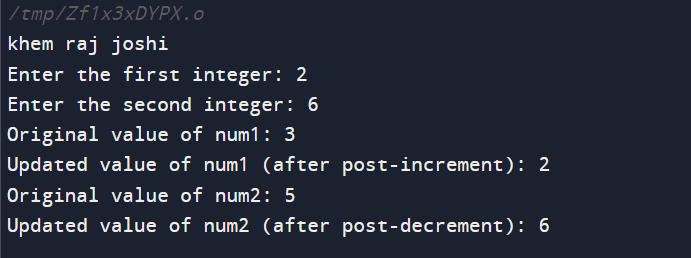 /tmp/Zf1x3xDYPX.o
khem raj joshi
Enter the first integer: 2
Enter the second integer: 6
Original value of num1: 3
Updated value of num1 (after post-increment): 2
Original value of num2: 5
Updated value of num2 (after post-decrement): 6